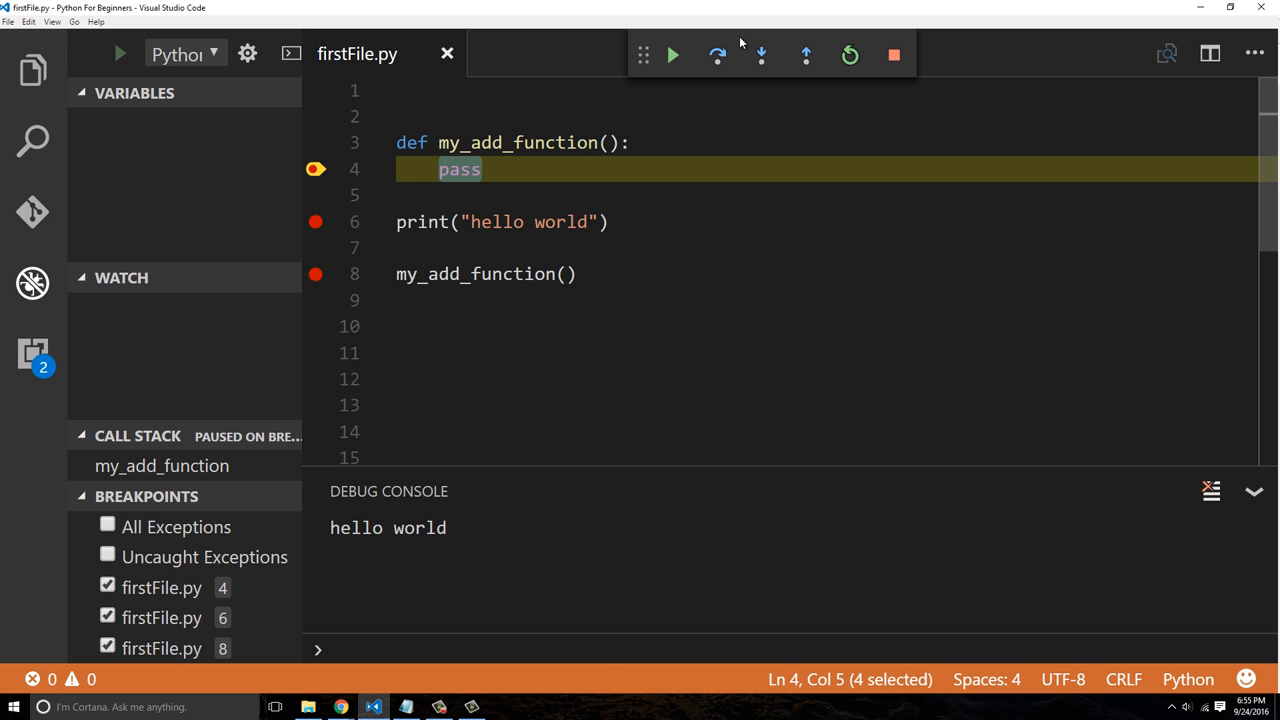 firstFile.py - Python For Beginners - Visual Studio Code
File Edit View Go Help
Pythor
firstFile.py
VARIABLES
WATCH
CALL STACK PAUSED ON BRE...
my_add_function
BREAKPOINTS
All Exceptions
Uncaught Exceptions
firstFile.py 4
firstFile.py 6
firstFile.py 8
2
1
2
3 def my_add_function():
4 pass
5
6 print("hello world")
7
8 my_add_function()
9
10
11
12
13
14
15
DEBUG CONSOLE
hello world
0 0 Ln 4, Col 5 (4 selected) Spaces: 4 UTF-8 CRLF Python
I'm Cortana. Ask me anything.
6:55 PM
9/24/2016